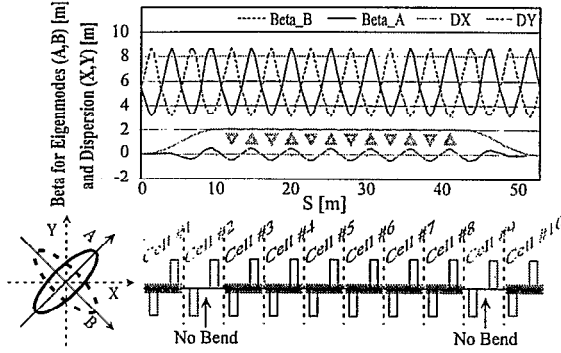 Beta_B Beta_A DX DY
Beta for Eigenmodes (A,B) [m]
and Dispersion (X,Y) [m]
10
8
6
4
2
0
-2
0 10 20 30 40 50
S [m]
Y
A
X
B
Cell #1
Cell #2
Cell #3
Cell #4
Cell #5
Cell #6
Cell #7
Cell #8
Cell #9
Cell #10
No Bend
No Bend